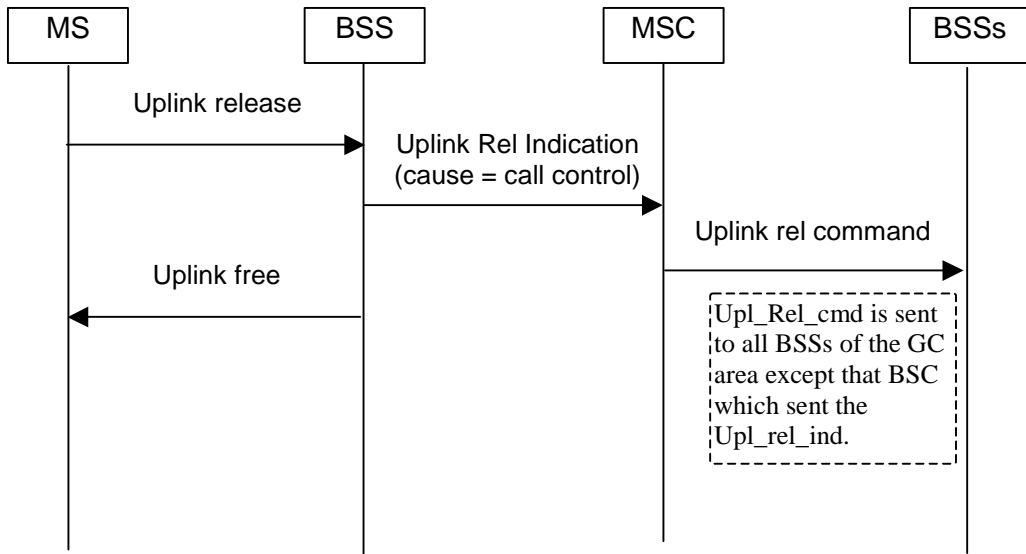 MS
BSS
MSC
BSSs
Uplink release
Uplink Rel Indication
(cause = call control)
Uplink rel command
Uplink free
Upl_Rel_cmd is sent
to all BSSs of the GC
area except that BSC
which sent the
Upl_rel_ind.